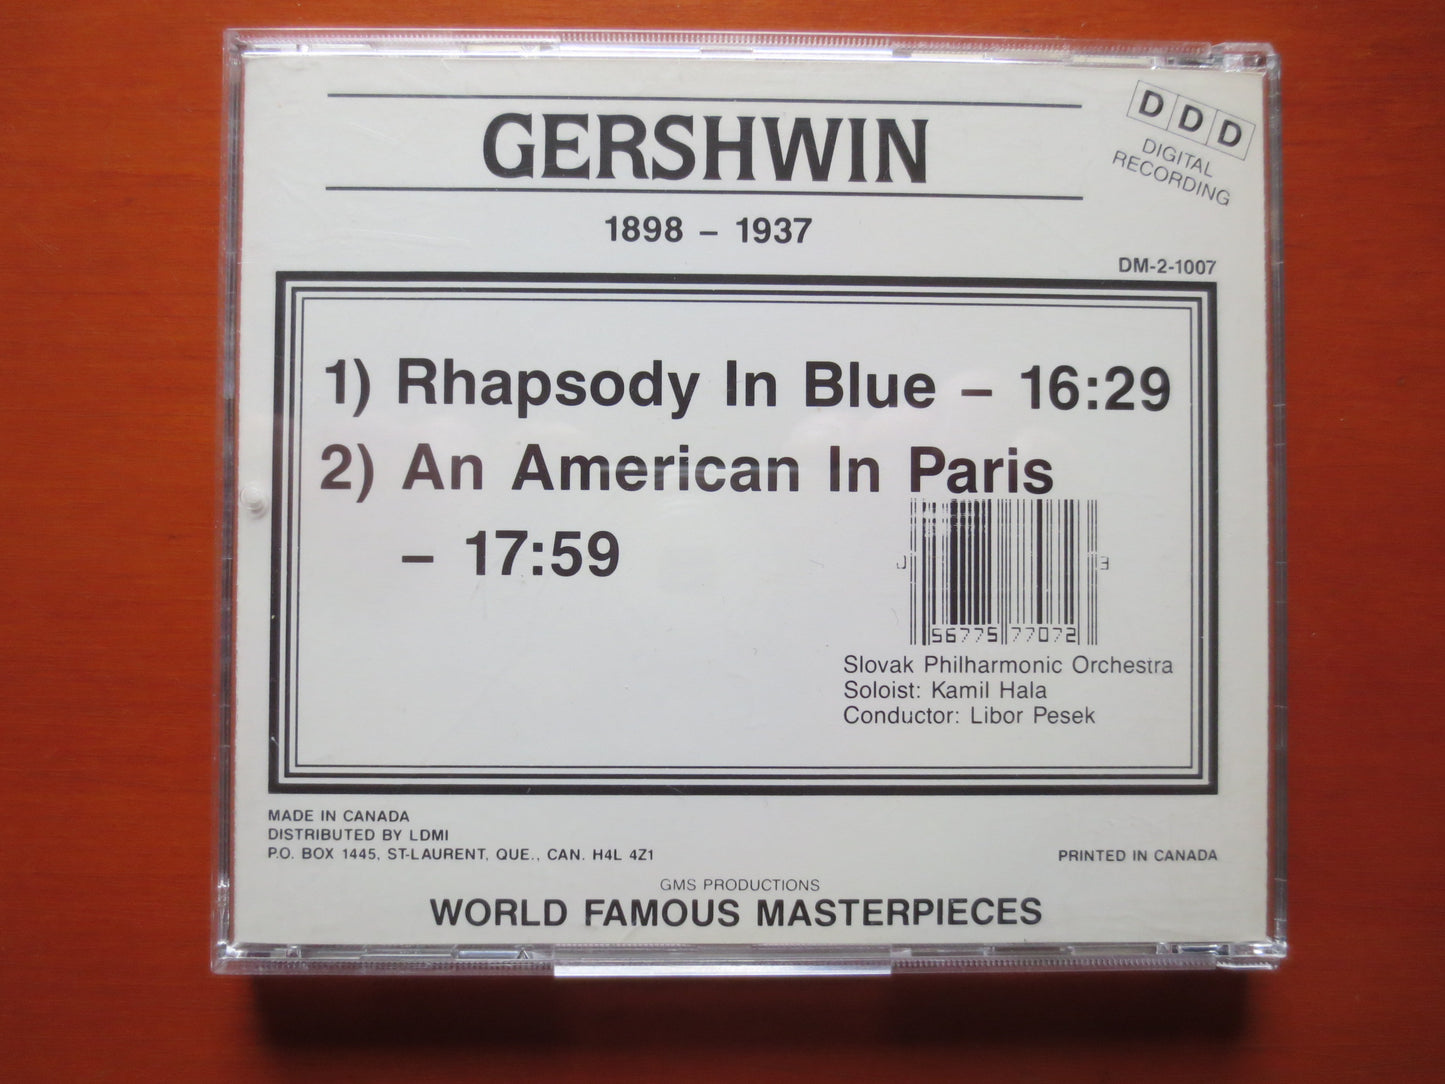 GERSHWIN
D D D
DIGITAL
RECORDING
1898 – 1937
DM-2-1007
1) Rhapsody In Blue – 16:29
2) An American In Paris
– 17:59
0 3
56775 77072
Slovak Philharmonic Orchestra
Soloist: Kamil Hala
Conductor: Libor Pesek
MADE IN CANADA
DISTRIBUTED BY LDMI
P.O. BOX 1445, ST-LAURENT, QUE., CAN. H4L 4Z1
PRINTED IN CANADA
GMS PRODUCTIONS
WORLD FAMOUS MASTERPIECES